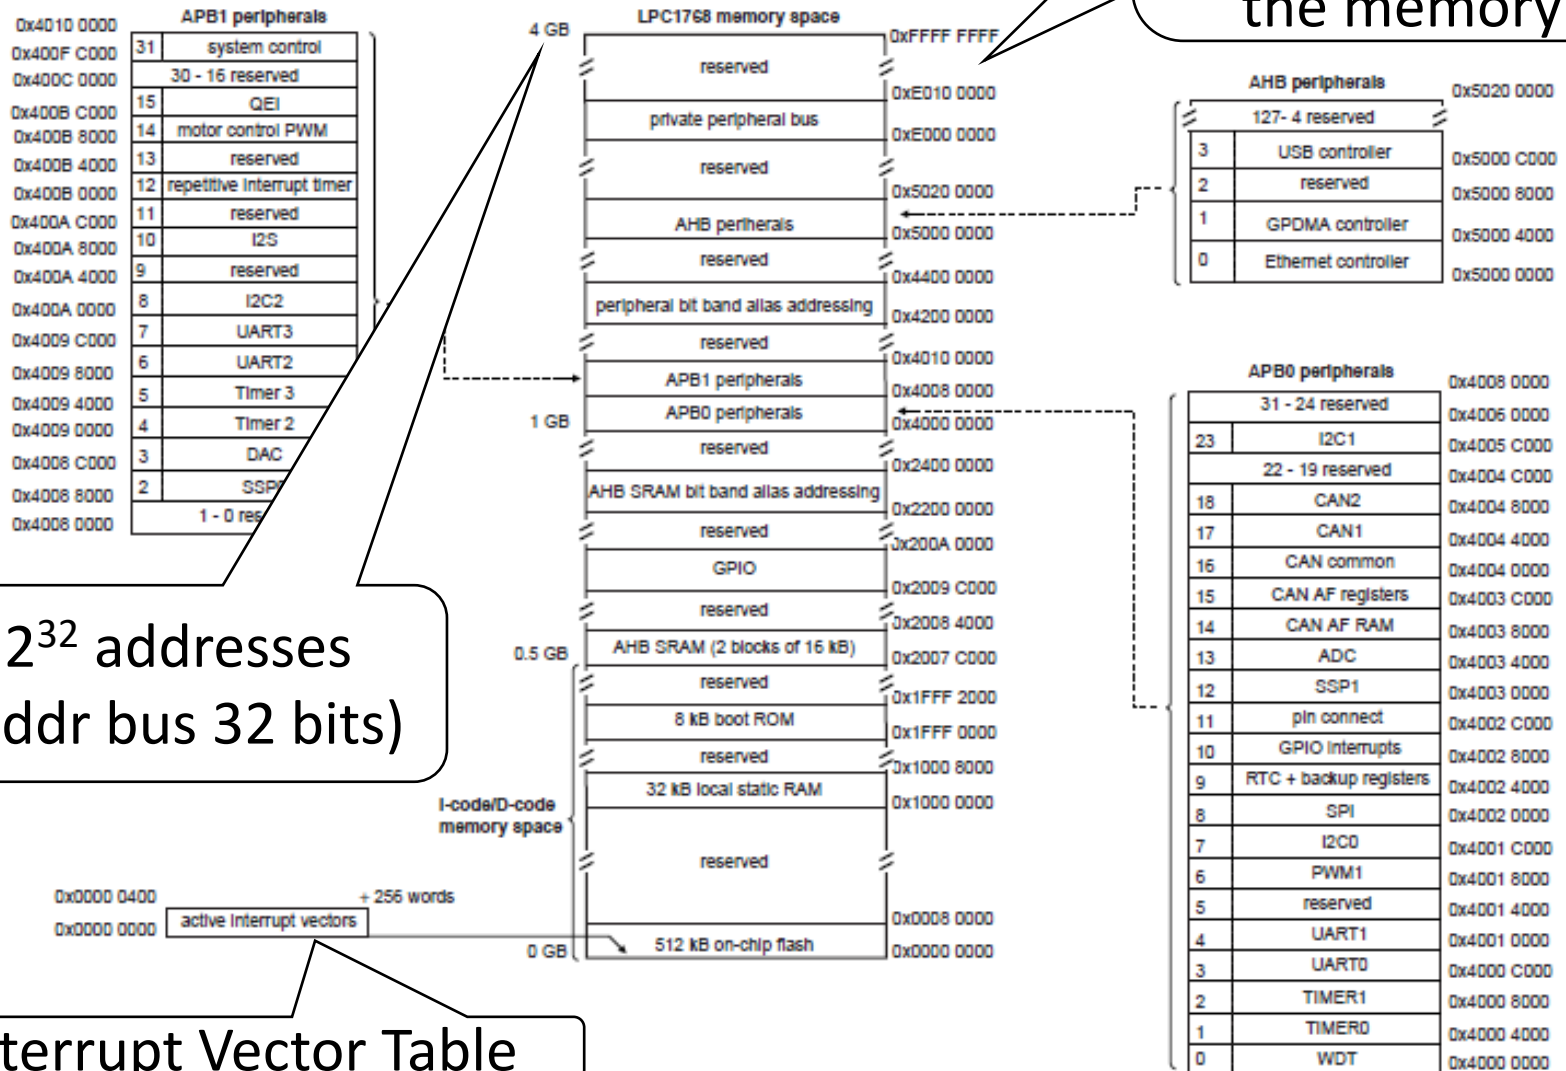 the memory
APB1 peripherals
0x4010 0000
31 system control
0x400F C000
30 - 16 reserved
0x400C 0000
15 QEI
0x400B C000
14 motor control PWM
0x400B 8000
13 reserved
0x400B 4000
12 repetitive interrupt timer
0x400B 0000
11 reserved
0x400A C000
10 I2S
0x400A 8000
9 reserved
0x400A 4000
8 I2C2
0x400A 0000
7 UART3
0x4009 C000
6 UART2
0x4009 8000
5 Timer 3
0x4009 4000
4 Timer 2
0x4009 0000
3 DAC
0x4008 C000
2
0x4008 8000
1 - 0 res
0x4008 0000
LPC1768 memory space
4 GB
0xFFFF FFFF
reserved
0xE010 0000
private peripheral bus
0xE000 0000
reserved
0x5020 0000
AHB periherals
0x5000 0000
reserved
0x4400 0000
peripheral bit band alias addressing
0x4200 0000
reserved
0x4010 0000
APB1 peripherals
0x4008 0000
APB0 peripherals
1 GB
0x4000 0000
reserved
0x2400 0000
AHB SRAM bit band alias addressing
0x2200 0000
reserved
0x200A 0000
GPIO
0x2009 C000
reserved
0x2008 4000
AHB SRAM (2 blocks of 16 kB)
0.5 GB
0x2007 C000
reserved
0x1FFF 2000
8 kB boot ROM
0x1FFF 0000
reserved
0x1000 8000
32 kB local static RAM
0x1000 0000
I-code/D-code
memory space
reserved
0x0008 0000
512 kB on-chip flash
0 GB
0x0000 0000
AHB peripherals
0x5020 0000
127- 4 reserved
3 USB controller
0x5000 C000
2 reserved
0x5000 8000
1 GPDMA controller
0x5000 4000
0 Ethernet controller
0x5000 0000
APB0 peripherals
0x4008 0000
31 - 24 reserved
0x4006 0000
23 I2C1
0x4005 C000
22 - 19 reserved
0x4004 C000
18 CAN2
0x4004 8000
17 CAN1
0x4004 4000
16 CAN common
0x4004 0000
15 CAN AF registers
0x4003 C000
14 CAN AF RAM
0x4003 8000
13 ADC
0x4003 4000
12 SSP1
0x4003 0000
11 pin connect
0x4002 C000
10 GPIO interrupts
0x4002 8000
9 RTC + backup registers
0x4002 4000
8 SPI
0x4002 0000
7 I2C0
0x4001 C000
6 PWM1
0x4001 8000
5 reserved
0x4001 4000
4 UART1
0x4001 0000
3 UART0
0x4000 C000
2 TIMER1
0x4000 8000
1 TIMER0
0x4000 4000
0 WDT
0x4000 0000
2³² addresses
ddr bus 32 bits)
0x0000 0400
+ 256 words
0x0000 0000
active interrupt vectors
terrupt Vector Table